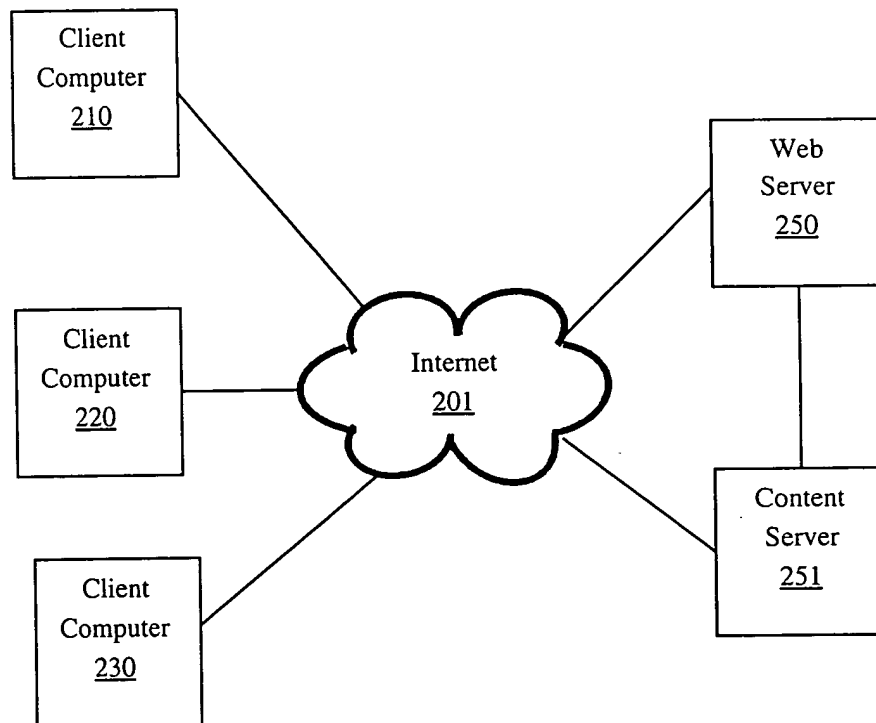 Client
Computer
210
Web
Server
250
Client
Computer
220
Internet
201
Content
Server
251
Client
Computer
230